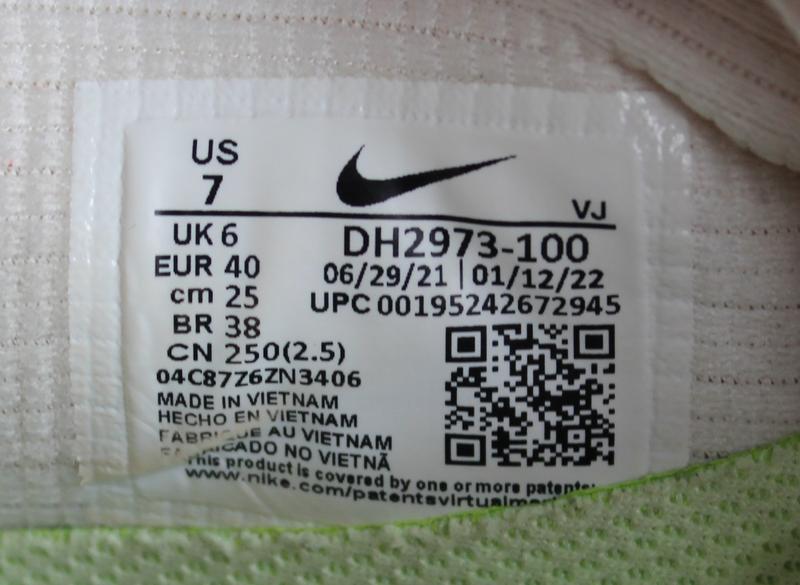 US
7
VJ
UK 6
EUR 40
cm 25
BR 38
CN 250(2.5)
DH2973-100
06/29/21 | 01/12/22
UPC 00195242672945
04C87Z6ZN3406
MADE IN VIETNAM
HECHO EN VIETNAM
FABRIQUE AU VIETNAM
FABRICADO NO VIETNÃ
This product is covered by one or more patents:
www.nike.com/patentsvirtualmar